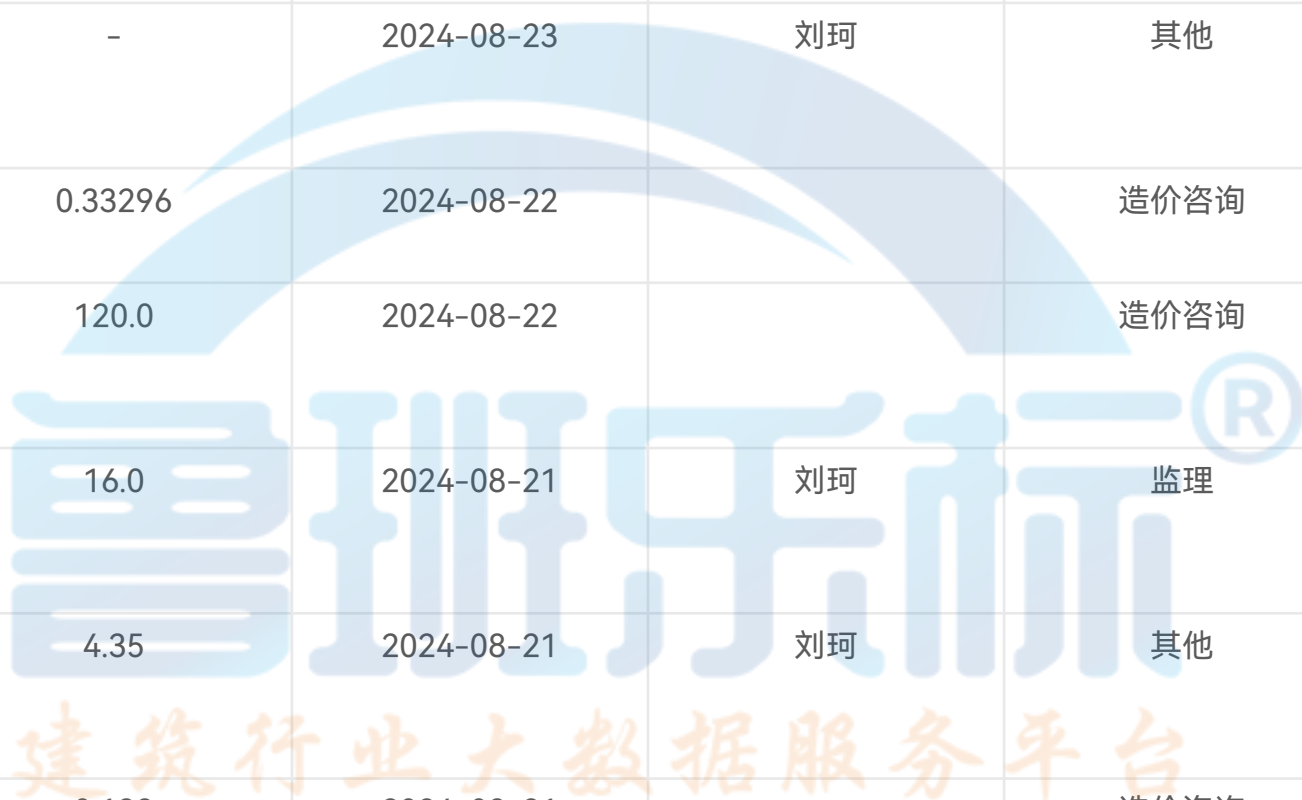 - 2024-08-23 刘珂 其他
0.33296 2024-08-22 造价咨询
120.0 2024-08-22 造价咨询
鲁班乐标®
16.0 2024-08-21 刘珂 监理
4.35 2024-08-21 刘珂 其他
建筑行业大数据服务平台